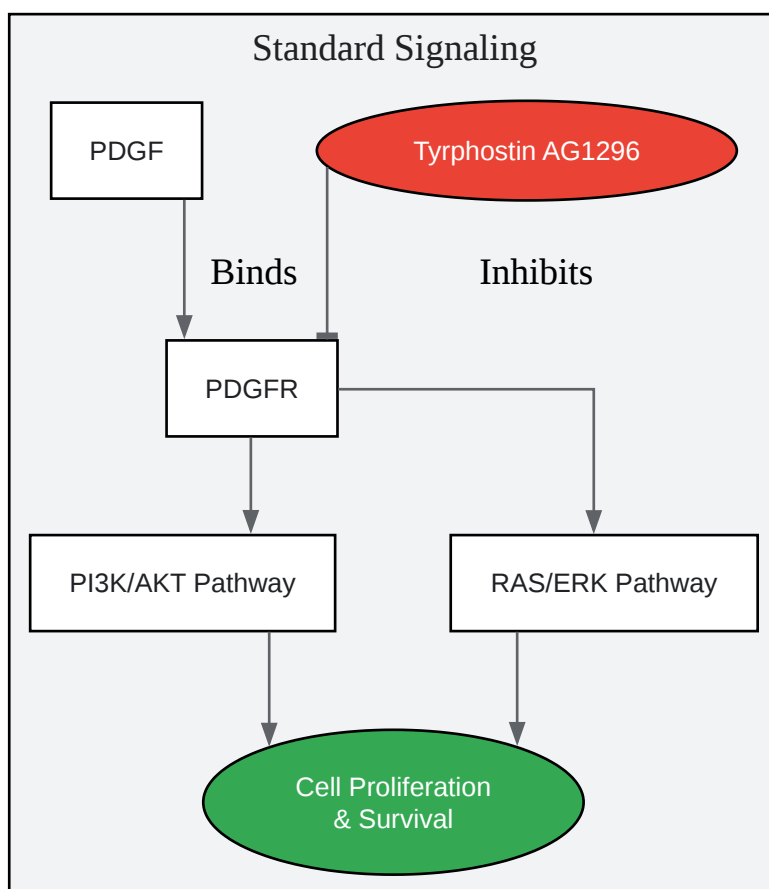 Standard Signaling
PDGF
Tyrphostin AG1296
Binds
Inhibits
PDGFR
PI3K/AKT Pathway
RAS/ERK Pathway
Cell Proliferation
& Survival